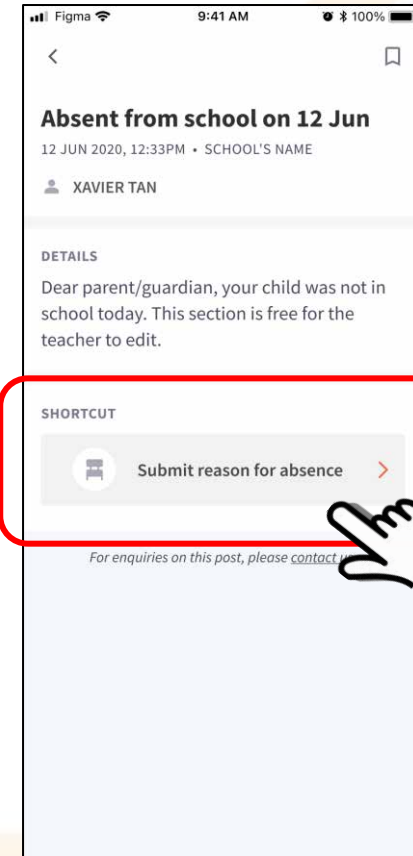 Figma 9:41 AM 100%
Absent from school on 12 Jun
12 JUN 2020, 12:33PM • SCHOOL'S NAME
XAVIER TAN
DETAILS
Dear parent/guardian, your child was not in
school today. This section is free for the
teacher to edit.
SHORTCUT
Submit reason for absence
For enquiries on this post, please contact